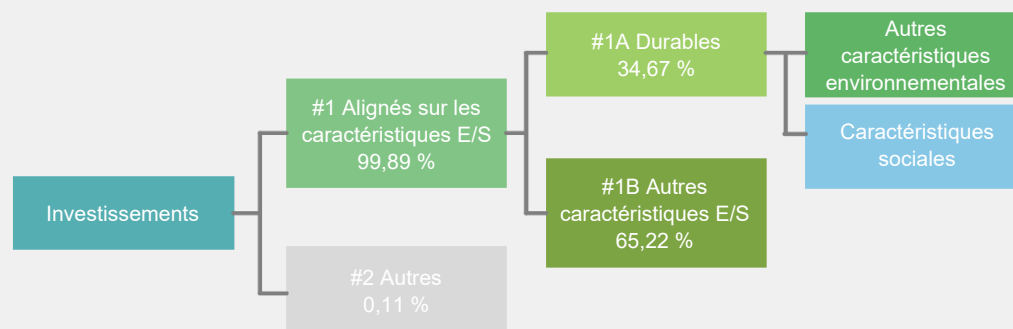 Investissements
#1 Alignés sur les
caractéristiques E/S
99,89 %
#2 Autres
0,11 %
#1A Durables
34,67 %
#1B Autres
caractéristiques E/S
65,22 %
Autres
caractéristiques
environnementales
Caractéristiques
sociales